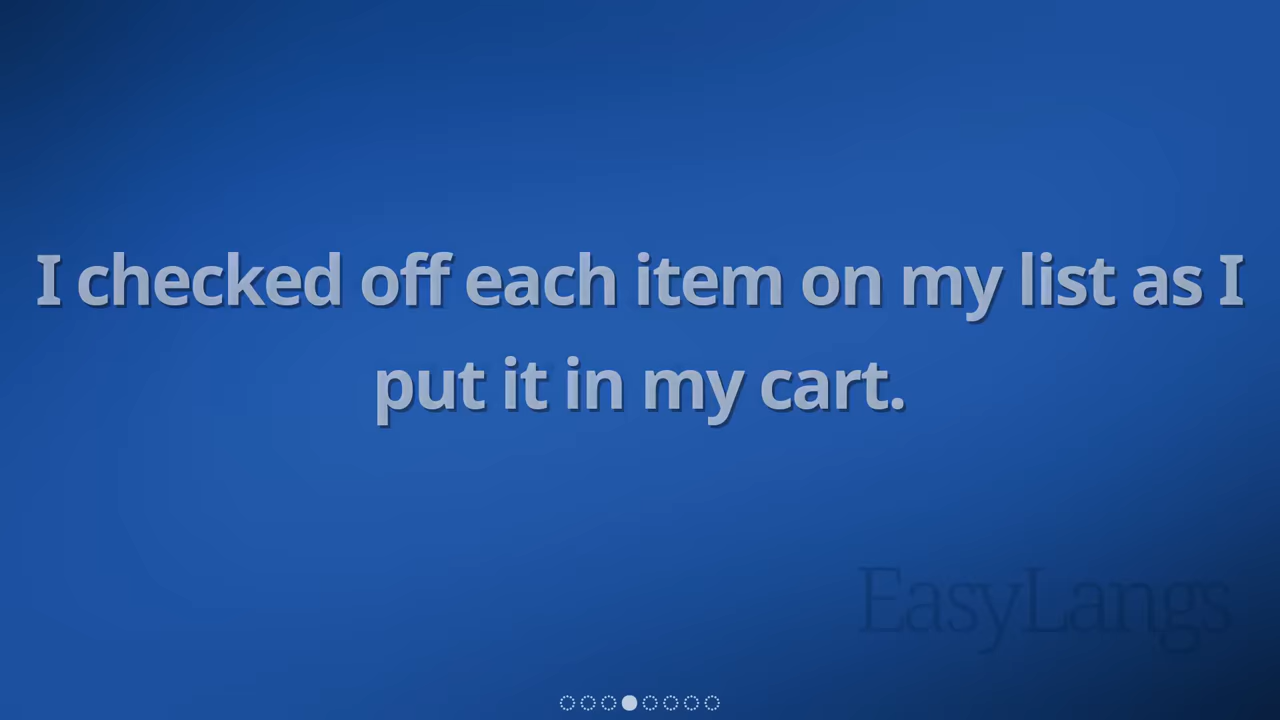 I checked off each item on my list as I
put it in my cart.
EasyLangs